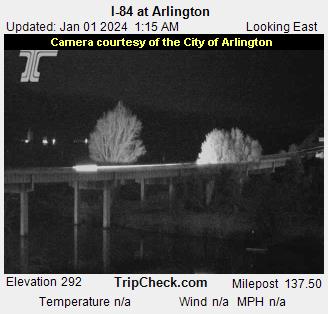 I-84 at Arlington
Updated: Jan 01 2024 1:15 AM Looking East
Camera courtesy of the City of Arlington
Elevation 292 TripCheck.com Milepost 137.50
Temperature n/a Wind n/a MPH n/a